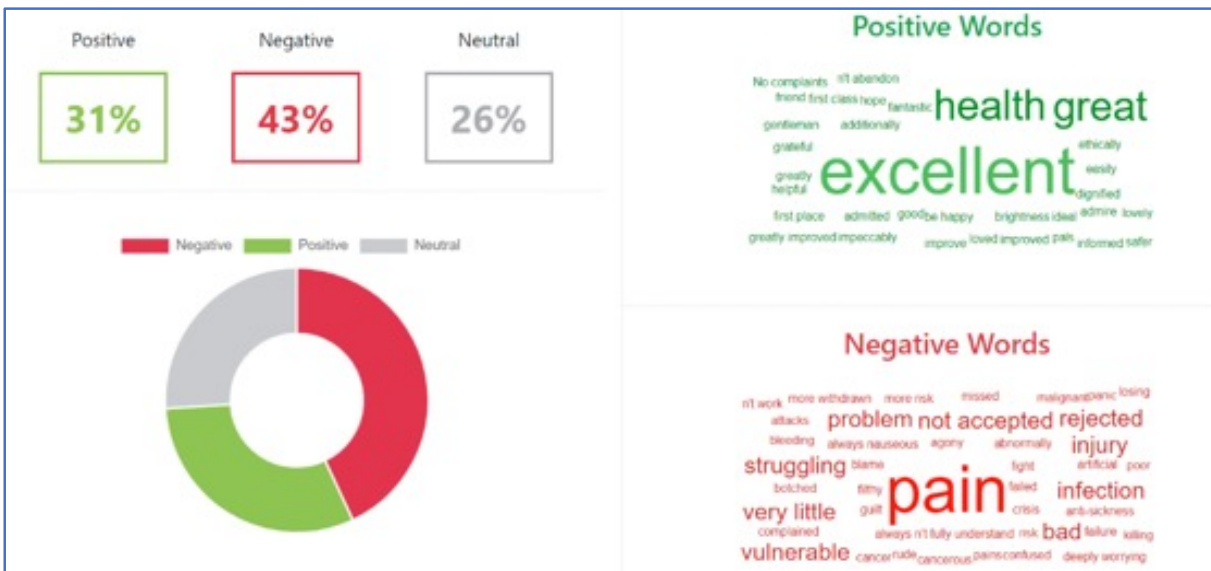 Positive Negative Neutral
31% 43% 26%
Negative Positive Neutral
Positive Words
No complaints n't abandon
friend first class hope fantastic health great
gentleman additionally
grateful ethically
greatly excellent easily
helpful dignified
first place admitted good be happy brightness ideal admire lovely
greatly improved impeccably improve loved improved pals informed safer
Negative Words
n't work more withdrawn more risk missed malignant panic losing
attacks problem not accepted rejected
bleeding always nauseous agony abnormally injury
struggling blame fight artificial poor
botched filthy pain failed infection
very little guilt crisis anti-sickness
complained always n't fully understand risk bad failure killing
vulnerable cancer rude cancerous pains confused deeply worrying